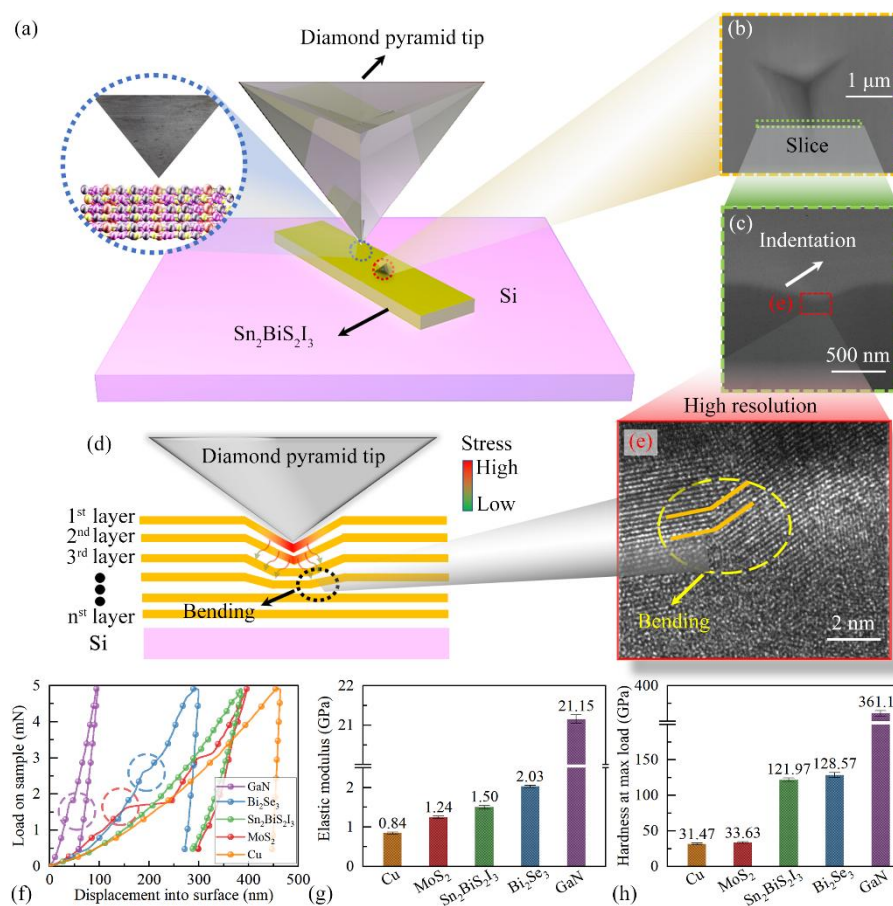 (a)
Diamond pyramid tip
Si
Sn₂BiS₂I₃
(b)
1 μm
Slice
(c)
Indentation
(e)
500 nm
High resolution
(d)
Diamond pyramid tip
Stress
High
Low
1st layer
2nd layer
3rd layer
nst layer
Si
Bending
(e)
Bending
2 nm
5
4
3
2
1
0
Load on sample (mN)
GaN
Bi₂Se₃
Sn₂BiS₂I₃
MoS₂
Cu
0 100 200 300 400 500
Displacement into surface (nm)
(f)
22
21
2
1
0
Elastic modulus (GPa)
0.84
1.24
1.50
2.03
21.15
Cu
MoS₂
Sn₂BiS₂I₃
Bi₂Se₃
GaN
(g)
400
125
100
75
50
25
0
Hardness at max load (GPa)
31.47
33.63
121.97
128.57
361.1
Cu
MoS₂
Sn₂BiS₂I₃
Bi₂Se₃
GaN
(h)